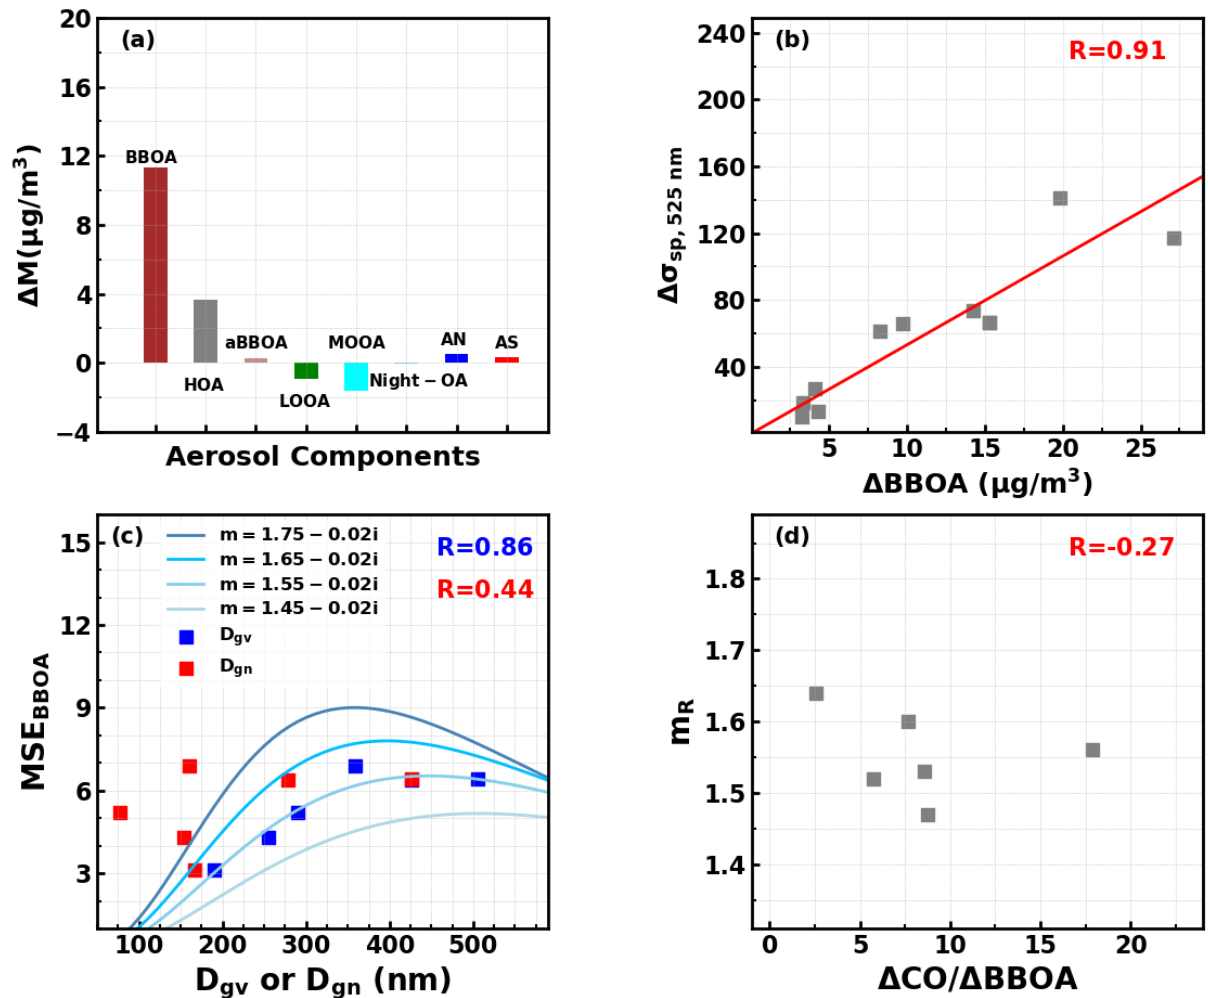 (a)
20
16
12
8
4
0
−4
ΔM(μg/m³)
BBOA
HOA
aBBOA
LOOA
MOOA
Night − OA
AN
AS
Aerosol Components
(b)
R=0.91
240
200
160
120
80
40
Δσsp, 525 nm
5 10 15 20 25
ΔBBOA (μg/m³)
(c)
m = 1.75 − 0.02i
m = 1.65 − 0.02i
m = 1.55 − 0.02i
m = 1.45 − 0.02i
Dgv
Dgn
R=0.86
R=0.44
15
12
9
6
3
MSEBBOA
100 200 300 400 500
Dgv or Dgn (nm)
(d)
R=-0.27
1.8
1.7
1.6
1.5
1.4
mR
0 5 10 15 20
ΔCO/ΔBBOA